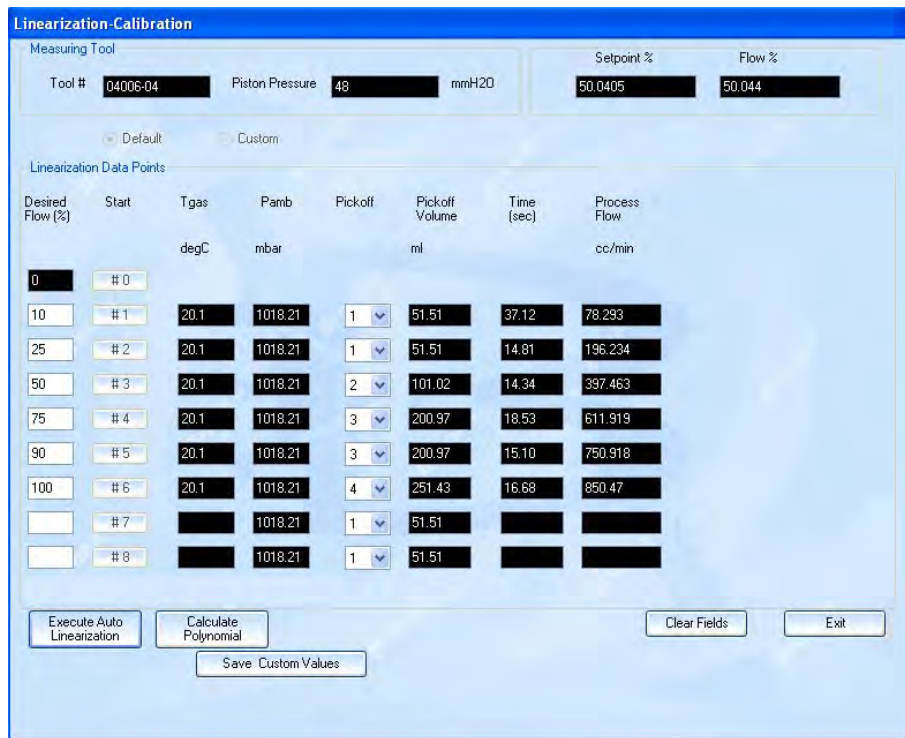 Linearization-Calibration
Measuring Tool
Tool # 04006-04 Piston Pressure 48 mmH2O
Setpoint % Flow %
50.0405 50.044
Default Custom
Linearization Data Points
Desired Flow (%) Start Tgas Pamb Pickoff Pickoff Volume Time (sec) Process Flow
degC mbar ml cc/min
0 # 0
10 # 1 20.1 1018.21 1 51.51 37.12 78.293
25 # 2 20.1 1018.21 1 51.51 14.81 196.234
50 # 3 20.1 1018.21 2 101.02 14.34 397.463
75 # 4 20.1 1018.21 3 200.97 18.53 611.919
90 # 5 20.1 1018.21 3 200.97 15.10 750.918
100 # 6 20.1 1018.21 4 251.43 16.68 850.47
# 7 1018.21 1 51.51
# 8 1018.21 1 51.51
Execute Auto Linearization Calculate Polynomial Clear Fields Exit
Save Custom Values